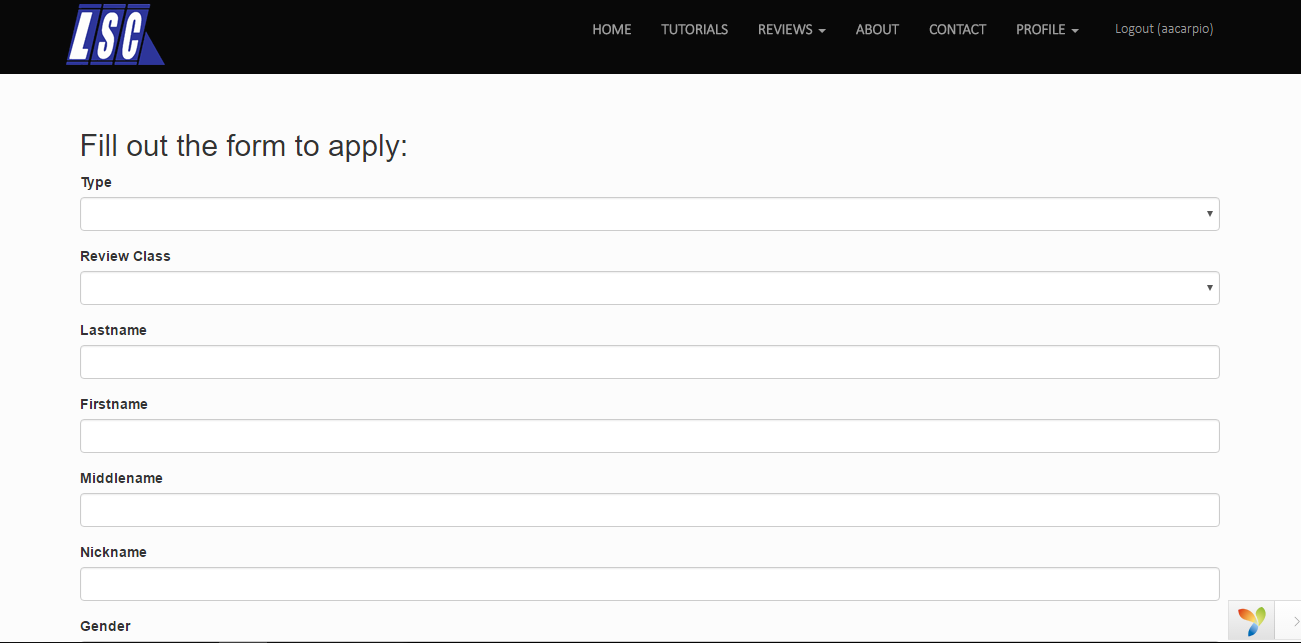 LSC
HOME TUTORIALS REVIEWS ABOUT CONTACT PROFILE Logout (aacarpio)
Fill out the form to apply:
Type
Review Class
Lastname
Firstname
Middlename
Nickname
Gender